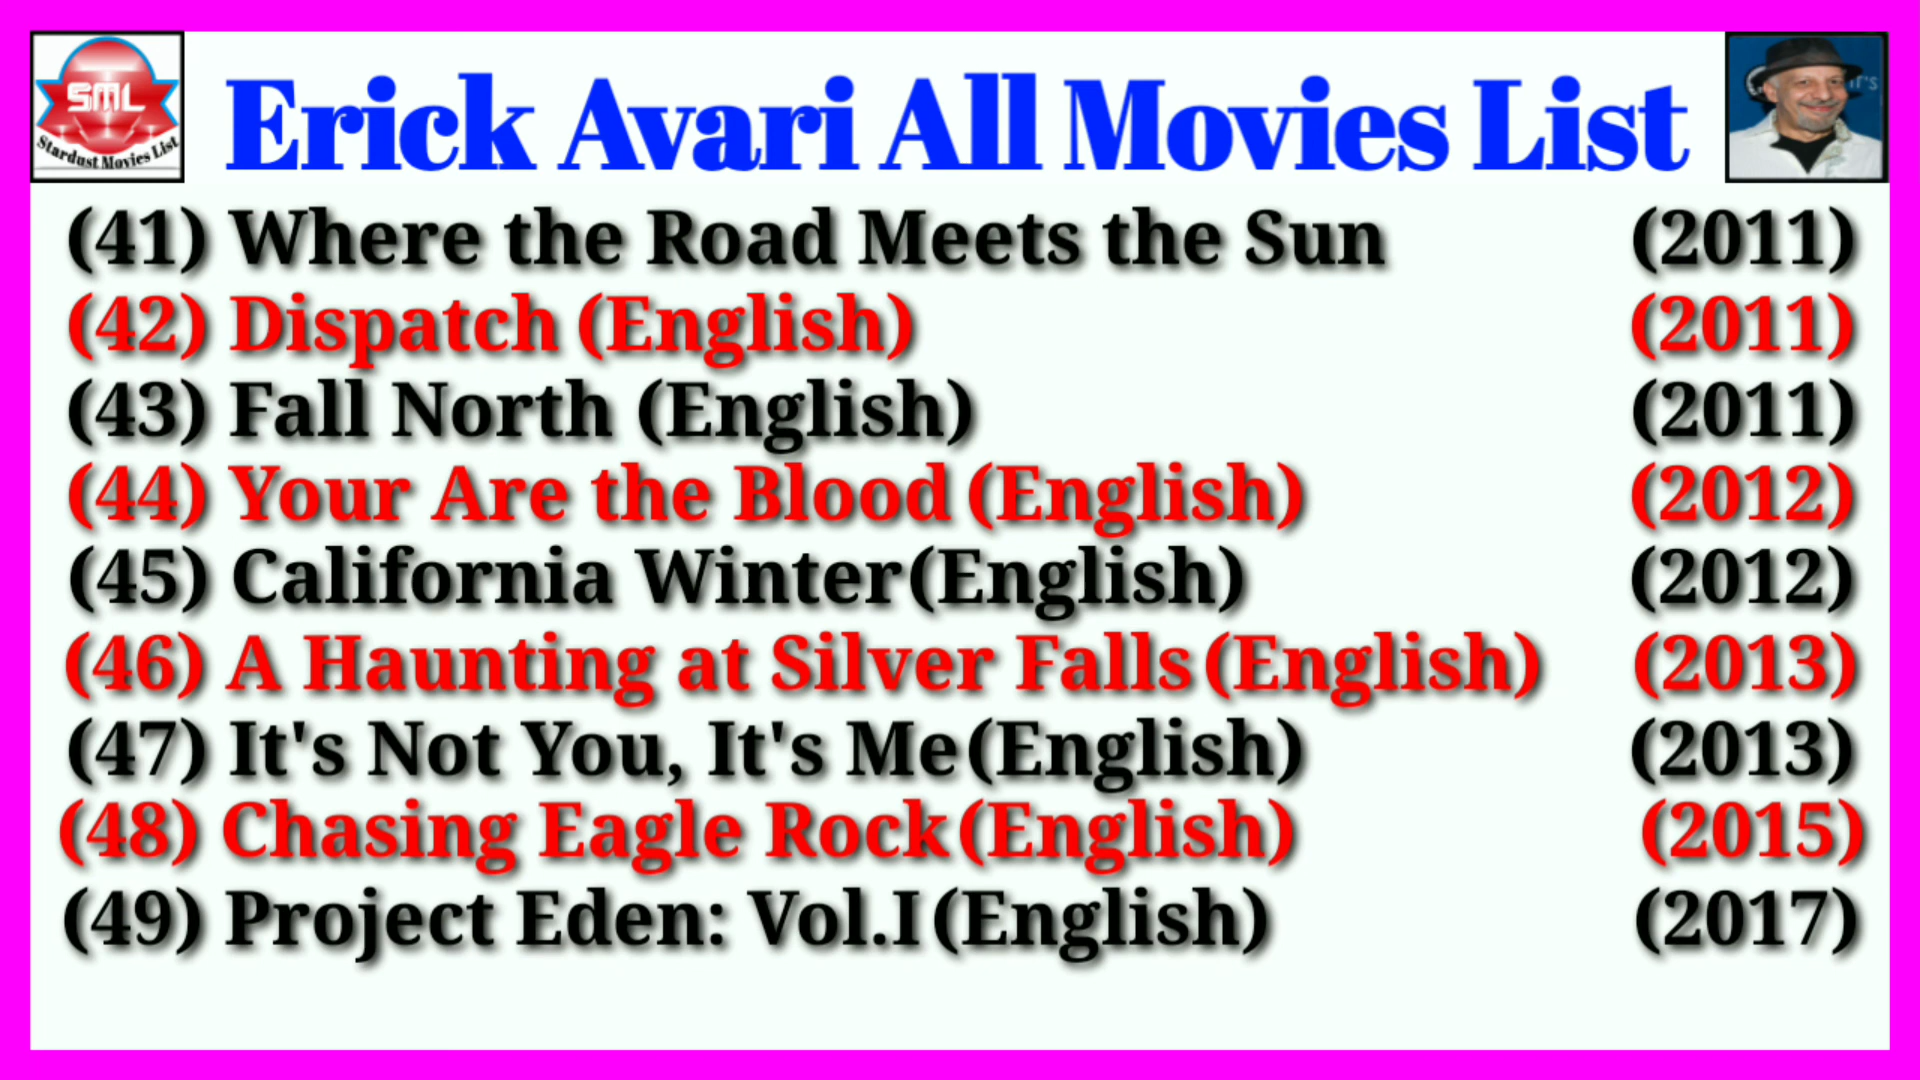 SML
Stardust Movies List
Erick Avari All Movies List
(41) Where the Road Meets the Sun (2011)
(42) Dispatch (English) (2011)
(43) Fall North (English) (2011)
(44) Your Are the Blood (English) (2012)
(45) California Winter(English) (2012)
(46) A Haunting at Silver Falls (English) (2013)
(47) It's Not You, It's Me (English) (2013)
(48) Chasing Eagle Rock (English) (2015)
(49) Project Eden: Vol.I (English) (2017)